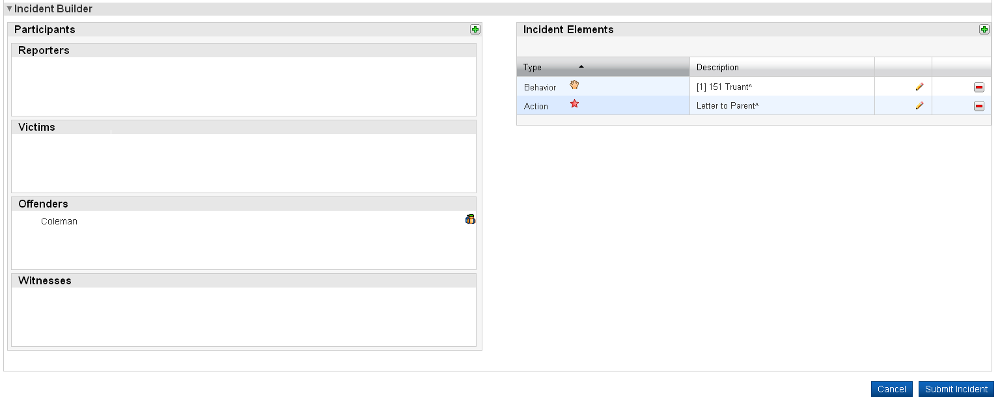 Incident Builder
Participants
Reporters
Victims
Offenders
Coleman
Witnesses
Incident Elements
Type Description
Behavior [1] 151 Truant^
Action Letter to Parent^
Cancel Submit Incident